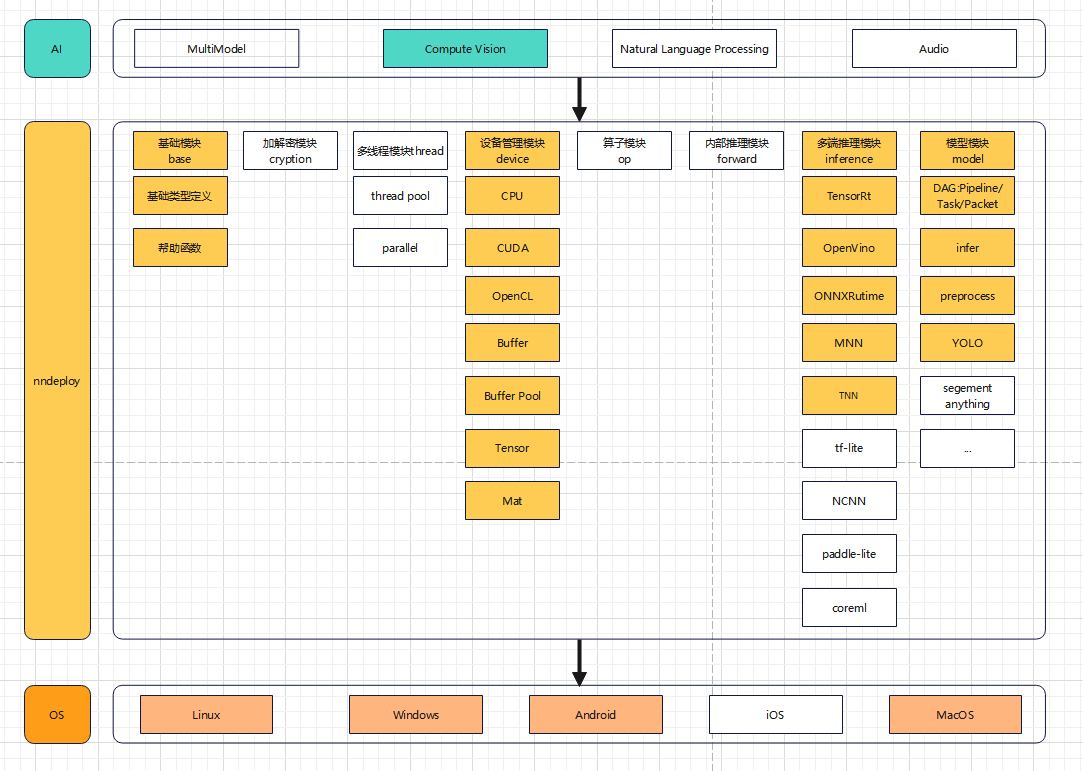 AI
MultiModel
Compute Vision
Natural Language Processing
Audio
nndeploy
基础模块
base
基础类型定义
帮助函数
加解密模块
cryption
多线程模块thread
thread pool
parallel
设备管理模块
device
CPU
CUDA
OpenCL
Buffer
Buffer Pool
Tensor
Mat
算子模块
op
内部推理模块
forward
多端推理模块
inference
TensorRt
OpenVino
ONNXRutime
MNN
TNN
tf-lite
NCNN
paddle-lite
coreml
模型模块
model
DAG:Pipeline/
Task/Packet
infer
preprocess
YOLO
segement
anything
...
OS
Linux
Windows
Android
iOS
MacOS